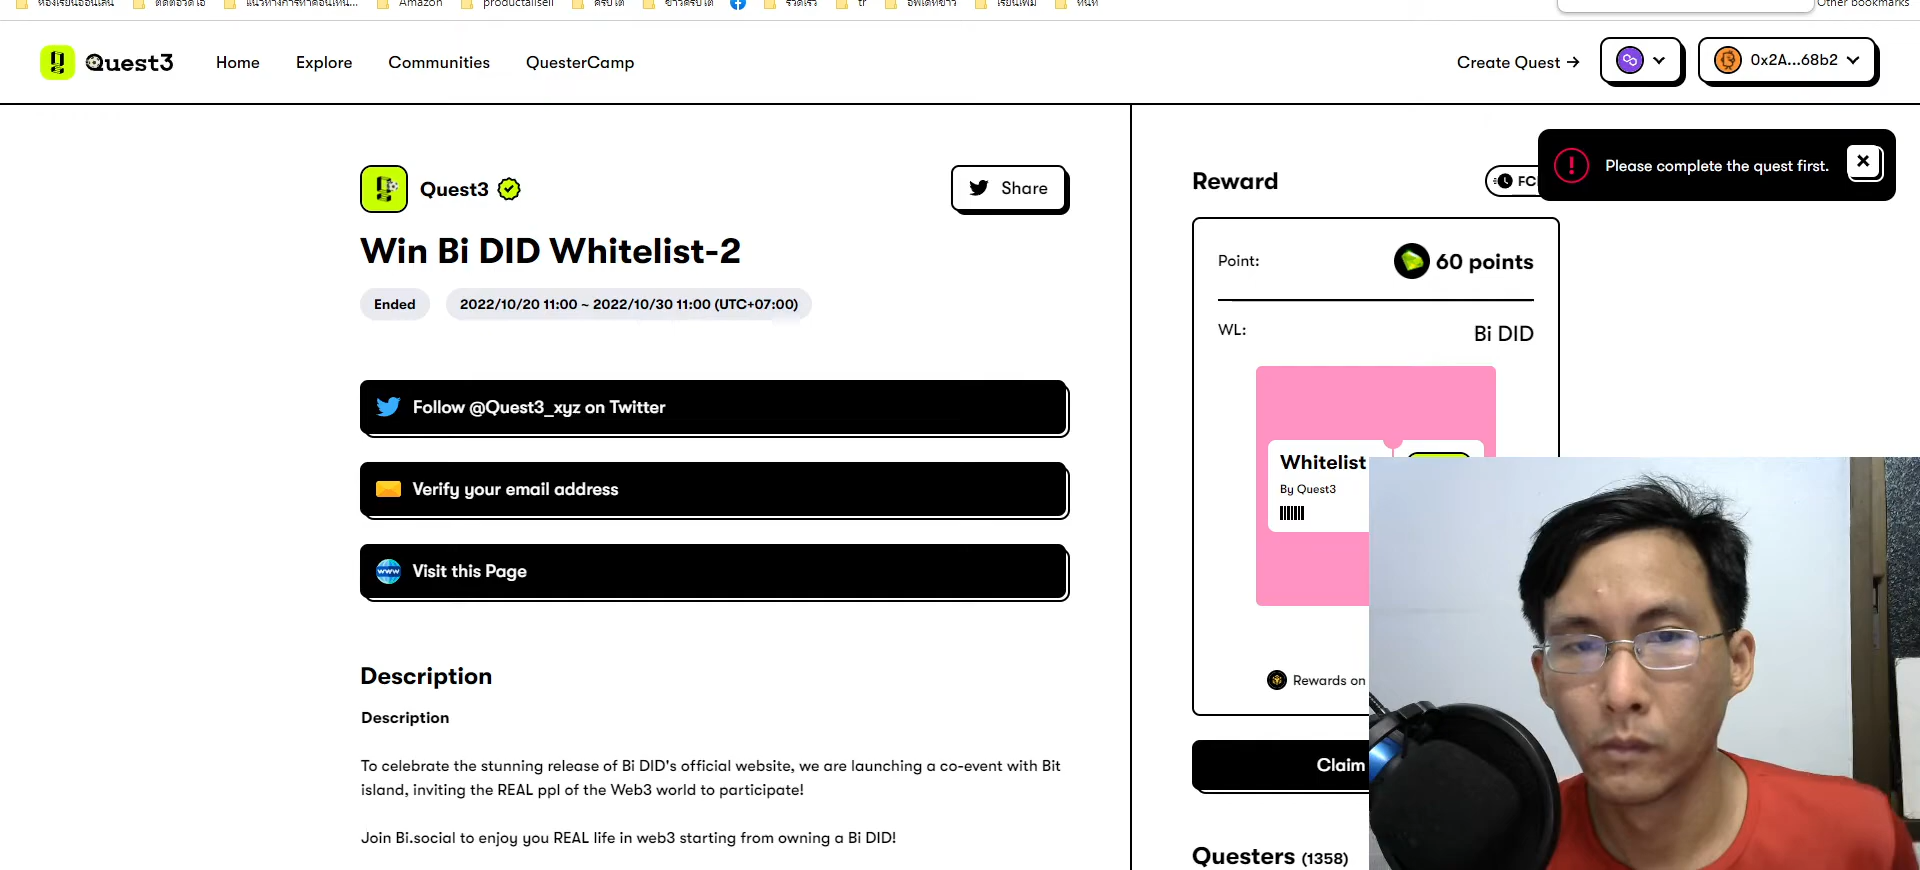 Amazon
productallsell
Other bookmarks
Quest3
Home
Explore
Communities
QuesterCamp
Create Quest →
0x2A...68b2
Please complete the quest first.
Quest3
Share
Win Bi DID Whitelist-2
Ended
2022/10/20 11:00 ~ 2022/10/30 11:00 (UTC+07:00)
Follow @Quest3_xyz on Twitter
Verify your email address
www
Visit this Page
Description
Description
To celebrate the stunning release of Bi DID's official website, we are launching a co-event with Bit
island, inviting the REAL ppl of the Web3 world to participate!
Join Bi.social to enjoy you REAL life in web3 starting from owning a Bi DID!
Reward
Point:
60 points
WL:
Bi DID
Whitelist
By Quest3
Rewards on
Claim
Questers (1358)